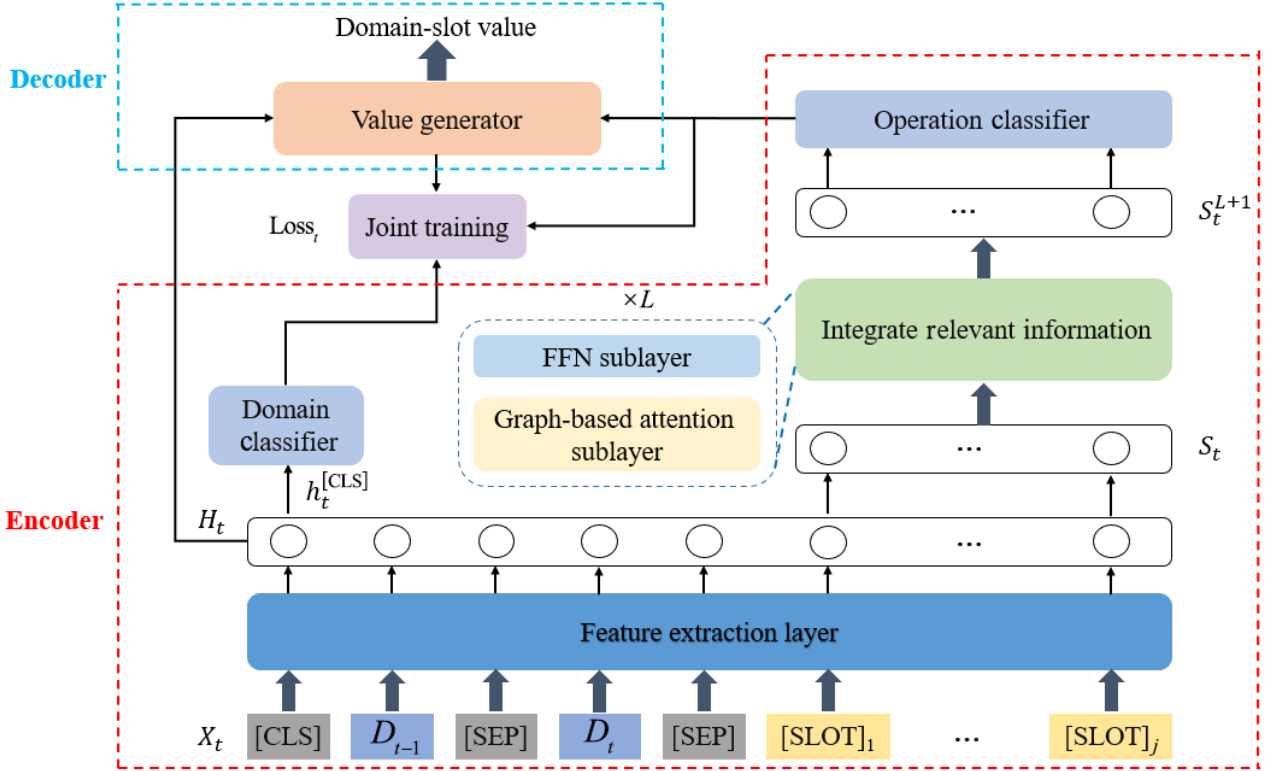 Domain-slot value
Decoder
Value generator
Operation classifier
Loss_t
Joint training
S_t^{L+1}
×L
Integrate relevant information
FFN sublayer
Graph-based attention
sublayer
Domain
classifier
S_t
h_t^{[CLS]}
Encoder
H_t
...
...
...
Feature extraction layer
X_t
[CLS] D_{t-1} [SEP] D_t [SEP] [SLOT]_1 ... [SLOT]_j